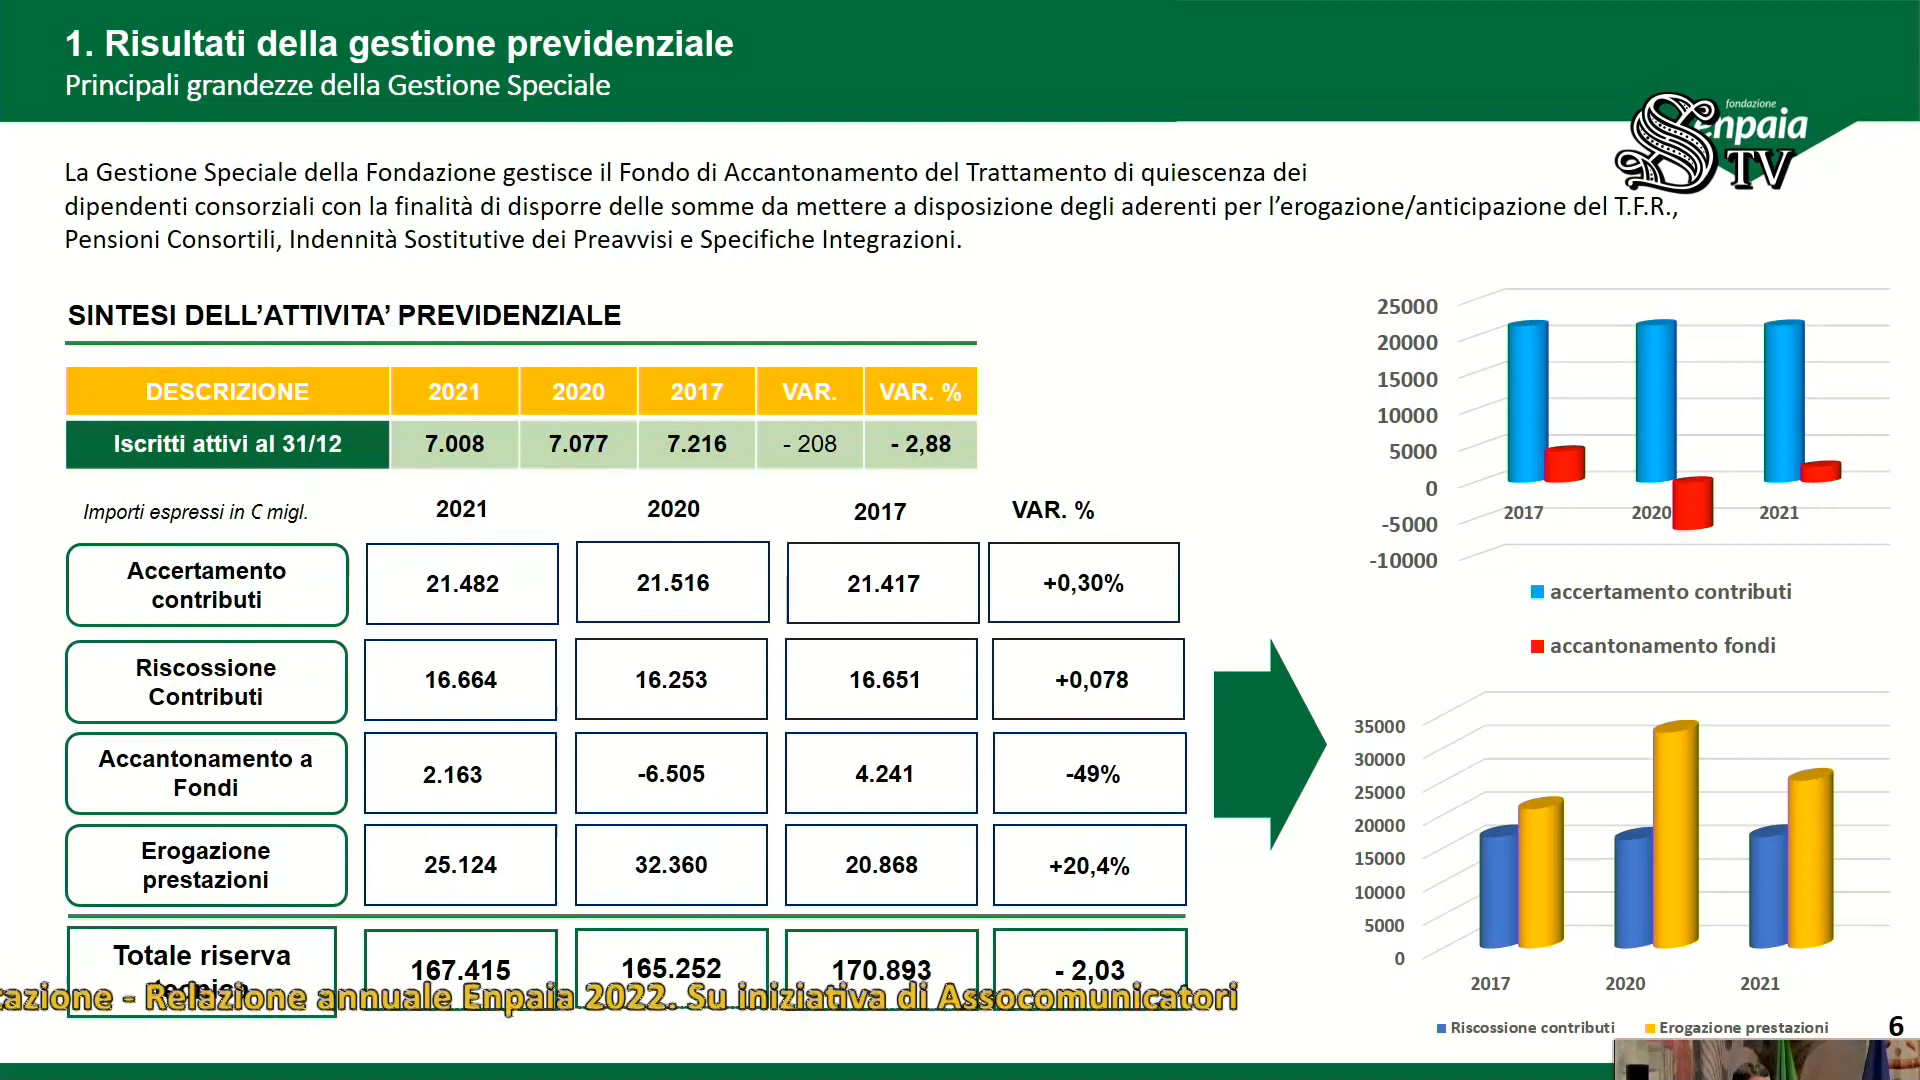 1. Risultati della gestione previdenziale
Principali grandezze della Gestione Speciale
fondazione
enpaia
S TV
La Gestione Speciale della Fondazione gestisce il Fondo di Accantonamento del Trattamento di quiescenza dei
dipendenti consorziali con la finalità di disporre delle somme da mettere a disposizione degli aderenti per l’erogazione/anticipazione del T.F.R.,
Pensioni Consortili, Indennità Sostitutive dei Preavvisi e Specifiche Integrazioni.
SINTESI DELL’ATTIVITA’ PREVIDENZIALE
DESCRIZIONE 2021 2020 2017 VAR. VAR. %
Iscritti attivi al 31/12 7.008 7.077 7.216 - 208 - 2,88
Importi espressi in € migl. 2021 2020 2017 VAR. %
Accertamento
contributi
21.482 21.516 21.417 +0,30%
Riscossione
Contributi
16.664 16.253 16.651 +0,078
Accantonamento a
Fondi
2.163 -6.505 4.241 -49%
Erogazione
prestazioni
25.124 32.360 20.868 +20,4%
Totale riserva
167.415 165.252 170.893 - 2,03
tazione - Relazione annuale Enpaia 2022. Su iniziativa di Assocomunicatori
25000
20000
15000
10000
5000
0
-5000
-10000
2017 2020 2021
accertamento contributi
accantonamento fondi
35000
30000
25000
20000
15000
10000
5000
0
2017 2020 2021
Riscossione contributi Erogazione prestazioni
6